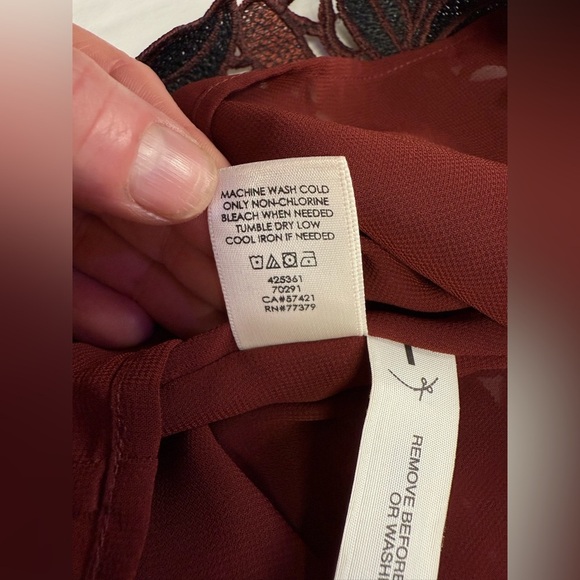 MACHINE WASH COLD
ONLY NON-CHLORINE
BLEACH WHEN NEEDED
TUMBLE DRY LOW
COOL IRON IF NEEDED
425361
70291
CA#57421
RN#77379
REMOVE BEFORE
OR WASHI